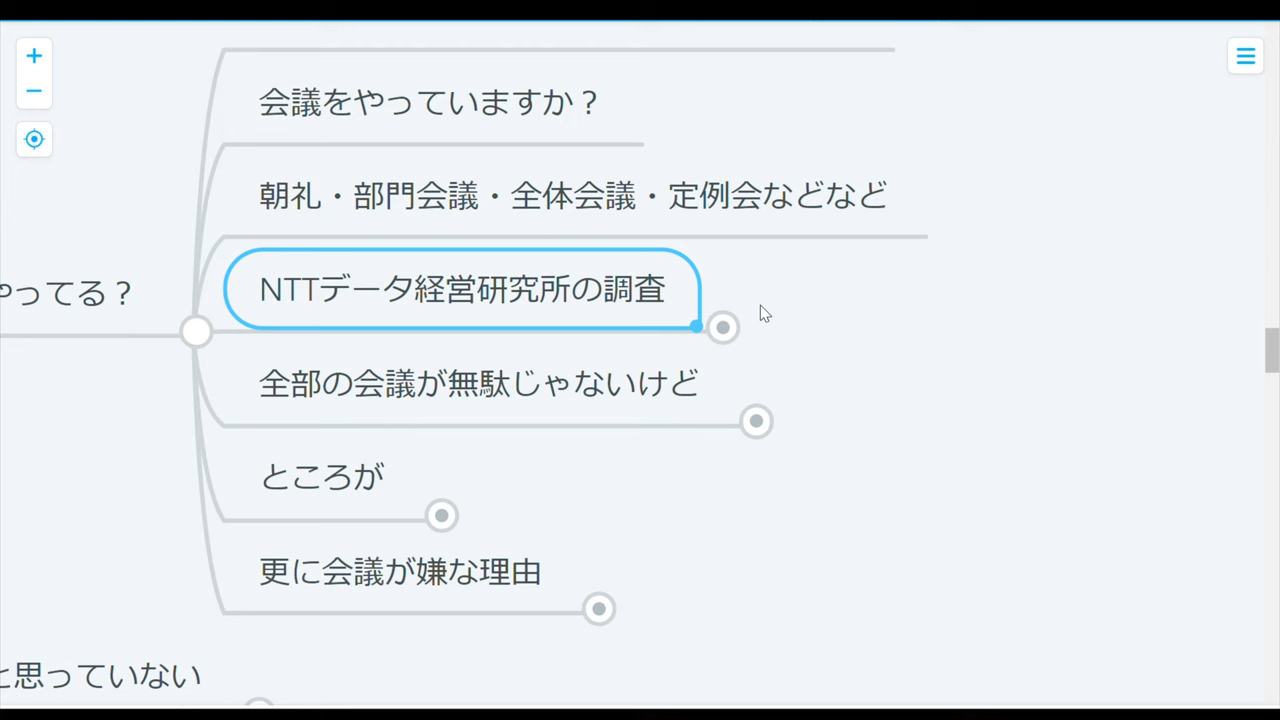 会議をやっていますか？
朝礼・部門会議・全体会議・定例会などなど
やってる？
NTTデータ経営研究所の調査
全部の会議が無駄じゃないけど
ところが
更に会議が嫌な理由
と思っていない